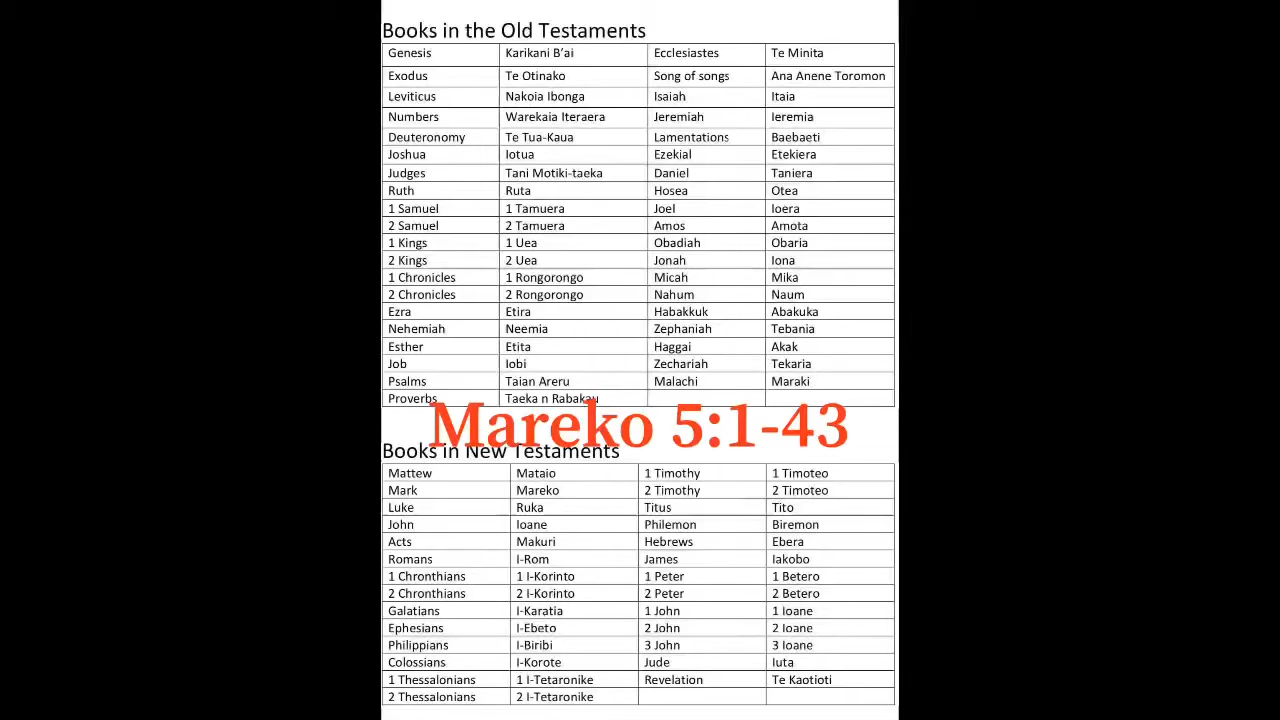 Books in the Old Testaments
Genesis Karikani B'ai Ecclesiastes Te Minita
Exodus Te Otinako Song of songs Ana Anene Toromon
Leviticus Nakoia Ibonga Isaiah Itaia
Numbers Warekaia Iteraera Jeremiah Ieremia
Deuteronomy Te Tua-Kaua Lamentations Baebaeti
Joshua Iotua Ezekial Etekiera
Judges Tani Motiki-taeka Daniel Taniera
Ruth Ruta Hosea Otea
1 Samuel 1 Tamuera Joel Ioera
2 Samuel 2 Tamuera Amos Amota
1 Kings 1 Uea Obadiah Obaria
2 Kings 2 Uea Jonah Iona
1 Chronicles 1 Rongorongo Micah Mika
2 Chronicles 2 Rongorongo Nahum Naum
Ezra Etira Habakkuk Abakuka
Nehemiah Neemia Zephaniah Tebania
Esther Etita Haggai Akak
Job Iobi Zechariah Tekaria
Psalms Taian Areru Malachi Maraki
Proverbs Taeka n Rabakau
Mareko 5:1-43
Books in New Testaments
Mattew Mataio 1 Timothy 1 Timoteo
Mark Mareko 2 Timothy 2 Timoteo
Luke Ruka Titus Tito
John Ioane Philemon Biremon
Acts Makuri Hebrews Ebera
Romans I-Rom James Iakobo
1 Chronthians 1 I-Korinto 1 Peter 1 Betero
2 Chronthians 2 I-Korinto 2 Peter 2 Betero
Galatians I-Karatia 1 John 1 Ioane
Ephesians I-Ebeto 2 John 2 Ioane
Philippians I-Biribi 3 John 3 Ioane
Colossians I-Korote Jude Iuta
1 Thessalonians 1 I-Tetaronike Revelation Te Kaotioti
2 Thessalonians 2 I-Tetaronike